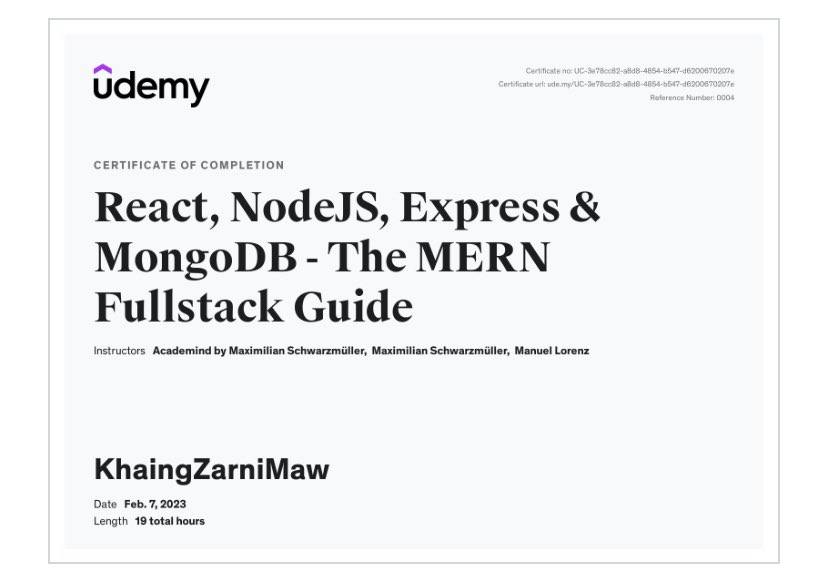 udemy
Certificate no: UC-3e78cc82-a8d8-4854-b547-d6200670207e
Certificate url: ude.my/UC-3e78cc82-a8d8-4854-b547-d6200670207e
Reference Number: 0004
CERTIFICATE OF COMPLETION
React, NodeJS, Express &
MongoDB - The MERN
Fullstack Guide
Instructors Academind by Maximilian Schwarzmüller, Maximilian Schwarzmüller, Manuel Lorenz
KhaingZarniMaw
Date Feb. 7, 2023
Length 19 total hours